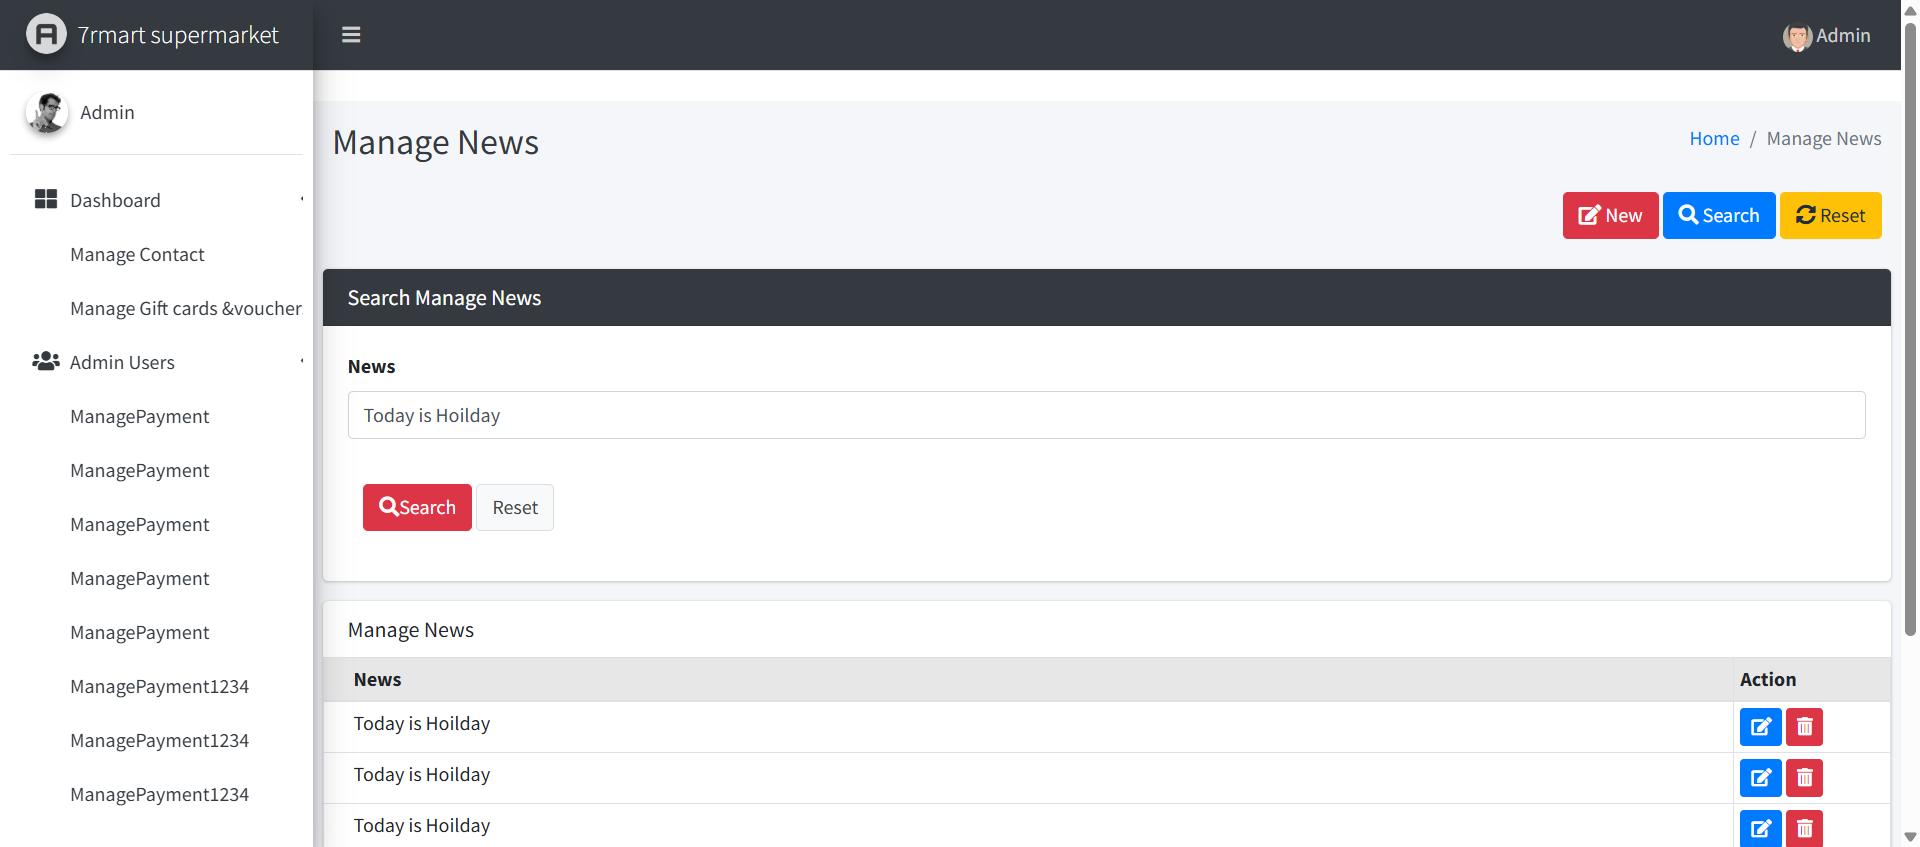 7rmart supermarket
Admin
Admin
Dashboard
Manage Contact
Manage Gift cards &voucher
Admin Users
ManagePayment
ManagePayment
ManagePayment
ManagePayment
ManagePayment
ManagePayment1234
ManagePayment1234
ManagePayment1234
Manage News
Home / Manage News
New Search Reset
Search Manage News
News
Today is Hoilday
Search Reset
Manage News
News Action
Today is Hoilday
Today is Hoilday
Today is Hoilday